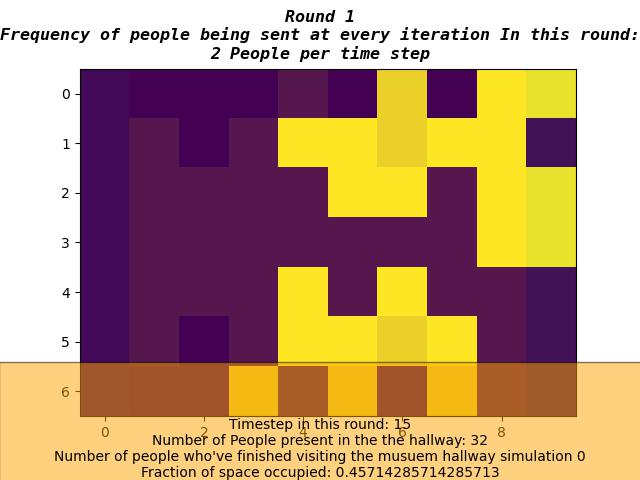 Round 1
Frequency of people being sent at every iteration In this round:
2 People per time step
0
1
2
3
4
5
6
0 2 4 6 8
Timestep in this round: 15
Number of People present in the the hallway: 32
Number of people who've finished visiting the musuem hallway simulation 0
Fraction of space occupied: 0.45714285714285713